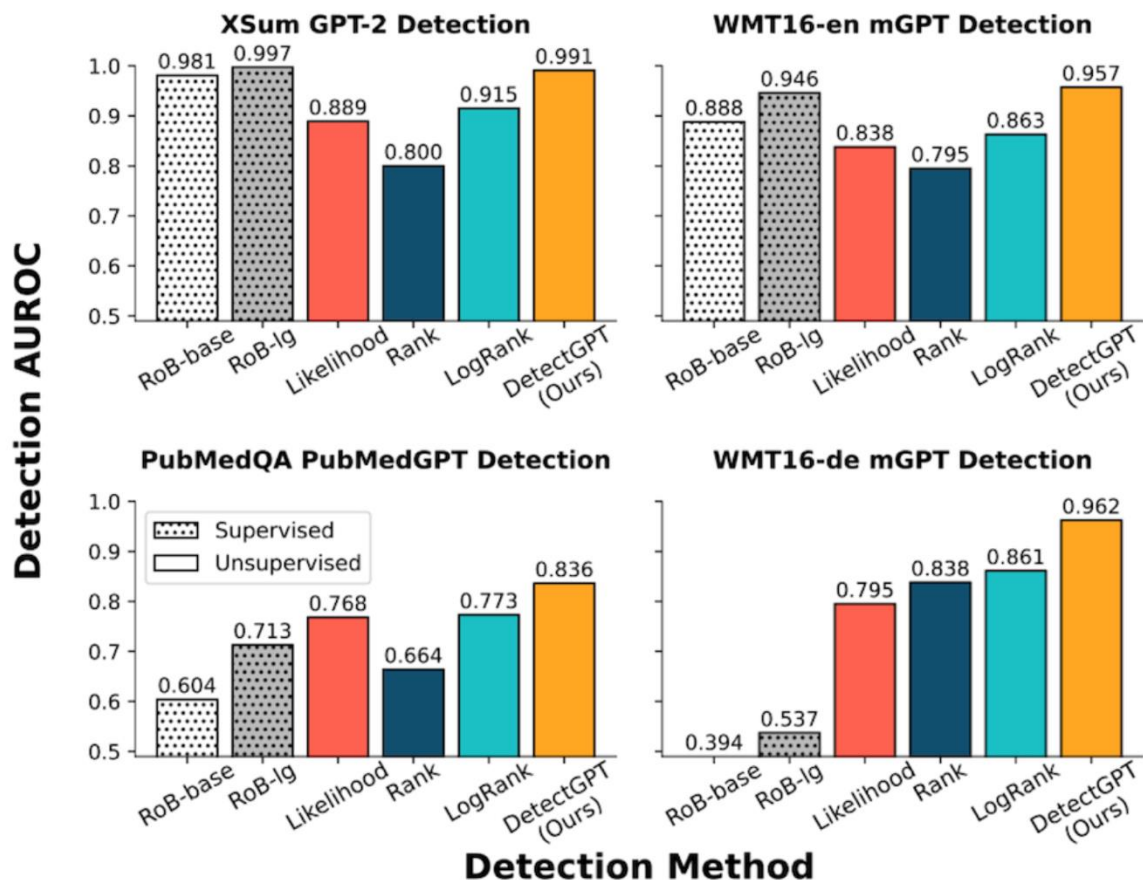 XSum GPT-2 Detection
WMT16-en mGPT Detection
Detection AUROC
1.0
0.9
0.8
0.7
0.6
0.5
0.981
0.997
0.889
0.800
0.915
0.991
0.888
0.946
0.838
0.795
0.863
0.957
RoB-base
RoB-lg
Likelihood
Rank
LogRank
DetectGPT
(Ours)
RoB-base
RoB-lg
Likelihood
Rank
LogRank
DetectGPT
(Ours)
PubMedQA PubMedGPT Detection
WMT16-de mGPT Detection
1.0
0.9
0.8
0.7
0.6
0.5
Supervised
Unsupervised
0.604
0.713
0.768
0.664
0.773
0.836
0.394
0.537
0.795
0.838
0.861
0.962
RoB-base
RoB-lg
Likelihood
Rank
LogRank
DetectGPT
(Ours)
RoB-base
RoB-lg
Likelihood
Rank
LogRank
DetectGPT
(Ours)
Detection Method